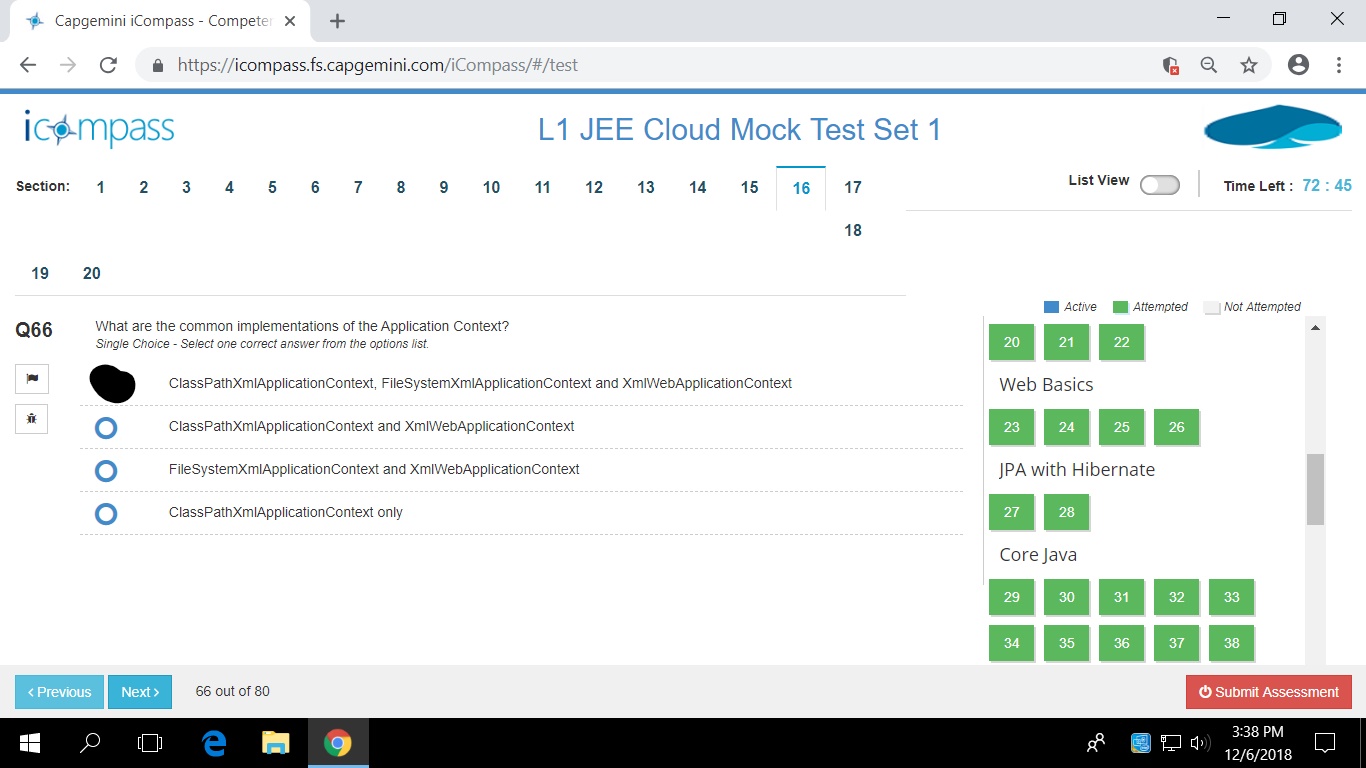 Capgemini iCompass - Competen
https://icompass.fs.capgemini.com/iCompass/#/test
icompass
L1 JEE Cloud Mock Test Set 1
Section: 1 2 3 4 5 6 7 8 9 10 11 12 13 14 15 16 17
18
19 20
List View
Time Left : 72 : 45
Active Attempted Not Attempted
Q66
What are the common implementations of the Application Context?
Single Choice - Select one correct answer from the options list.
ClassPathXmlApplicationContext, FileSystemXmlApplicationContext and XmlWebApplicationContext
ClassPathXmlApplicationContext and XmlWebApplicationContext
FileSystemXmlApplicationContext and XmlWebApplicationContext
ClassPathXmlApplicationContext only
20 21 22
Web Basics
23 24 25 26
JPA with Hibernate
27 28
Core Java
29 30 31 32 33
34 35 36 37 38
‹ Previous Next › 66 out of 80
Submit Assessment
3:38 PM
12/6/2018